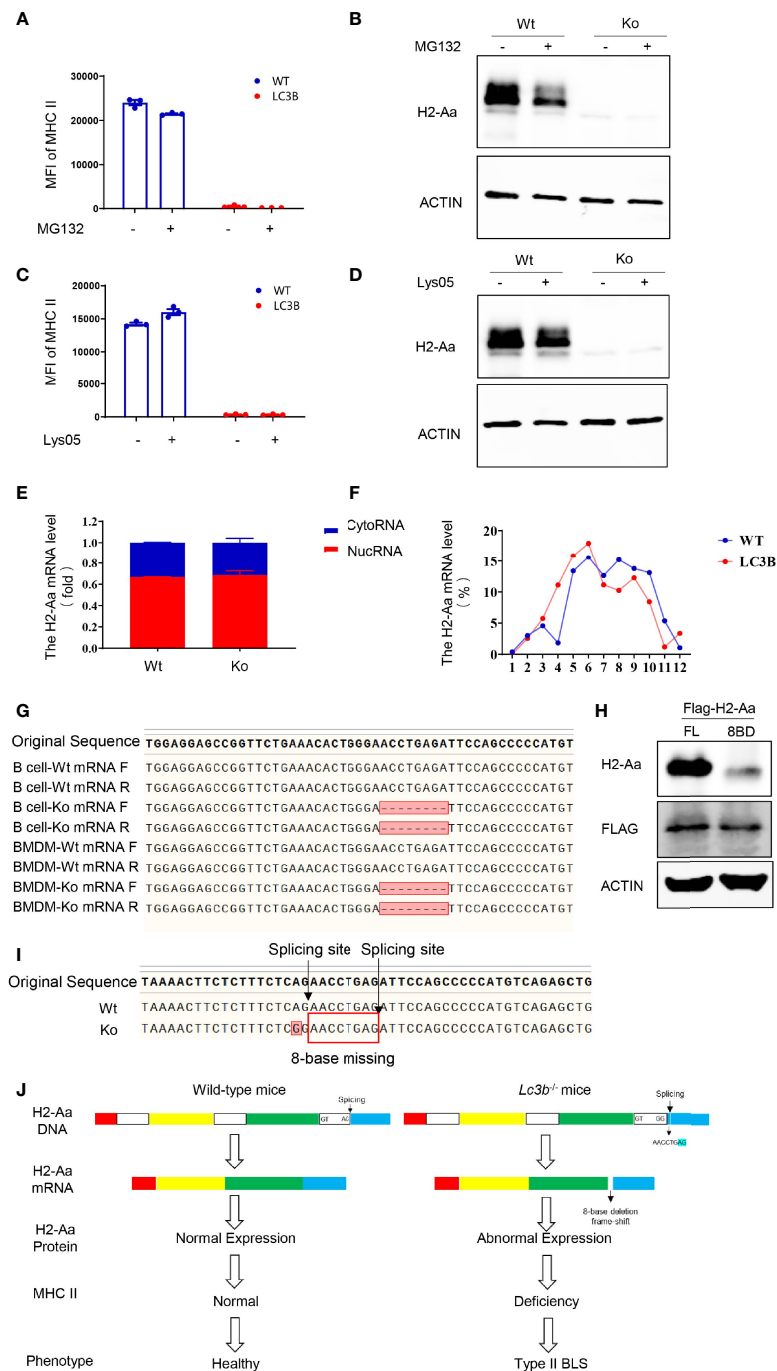 A
30000
20000
10000
0
MFI of MHC II
WT
LC3B
MG132 - + - +
B
Wt Ko
MG132 - + - +
H2-Aa
ACTIN
C
20000
15000
10000
5000
0
MFI of MHC II
WT
LC3B
Lys05 - + - +
D
Wt Ko
Lys05 - + - +
H2-Aa
ACTIN
E
The H2-Aa mRNA level
( fold )
1.2
1.0
0.8
0.6
0.4
0.2
0.0
Wt Ko
CytoRNA
NucRNA
F
The H2-Aa mRNA level
( % )
20
15
10
5
0
1 2 3 4 5 6 7 8 9 10 11 12
WT
LC3B
G
Original Sequence TGGAGGAGCCGGTTCTGAAACACTGGGAACCTGAGATTCCAGCCCCCATGT
B cell-Wt mRNA F TGGAGGAGCCGGTTCTGAAACACTGGGAACCTGAGATTCCAGCCCCCATGT
B cell-Wt mRNA R TGGAGGAGCCGGTTCTGAAACACTGGGAACCTGAGATTCCAGCCCCCATGT
B cell-Ko mRNA F TGGAGGAGCCGGTTCTGAAACACTGGGA--------TTCCAGCCCCCATGT
B cell-Ko mRNA R TGGAGGAGCCGGTTCTGAAACACTGGGA--------TTCCAGCCCCCATGT
BMDM-Wt mRNA F TGGAGGAGCCGGTTCTGAAACACTGGGAACCTGAGATTCCAGCCCCCATGT
BMDM-Wt mRNA R TGGAGGAGCCGGTTCTGAAACACTGGGAACCTGAGATTCCAGCCCCCATGT
BMDM-Ko mRNA F TGGAGGAGCCGGTTCTGAAACACTGGGA--------TTCCAGCCCCCATGT
BMDM-Ko mRNA R TGGAGGAGCCGGTTCTGAAACACTGGGA--------TTCCAGCCCCCATGT
H
Flag-H2-Aa
FL 8BD
H2-Aa
FLAG
ACTIN
I
Splicing site Splicing site
Original Sequence TAAAACTTCTCTTTCTCAGAACCTGAGATTCCAGCCCCCATGTCAGAGCTG
Wt TAAAACTTCTCTTTCTCAGAACCTGAGATTCCAGCCCCCATGTCAGAGCTG
Ko TAAAACTTCTCTTTCTCGGAACCTGAGATTCCAGCCCCCATGTCAGAGCTG
8-base missing
J
Wild-type mice Lc3b-/- mice
H2-Aa
DNA
GT AG Splicing
GT GG Splicing
AACCTGAG
H2-Aa
mRNA
8-base deletion
frame-shift
H2-Aa
Protein
Normal Expression Abnormal Expression
MHC II Normal Deficiency
Phenotype Healthy Type II BLS